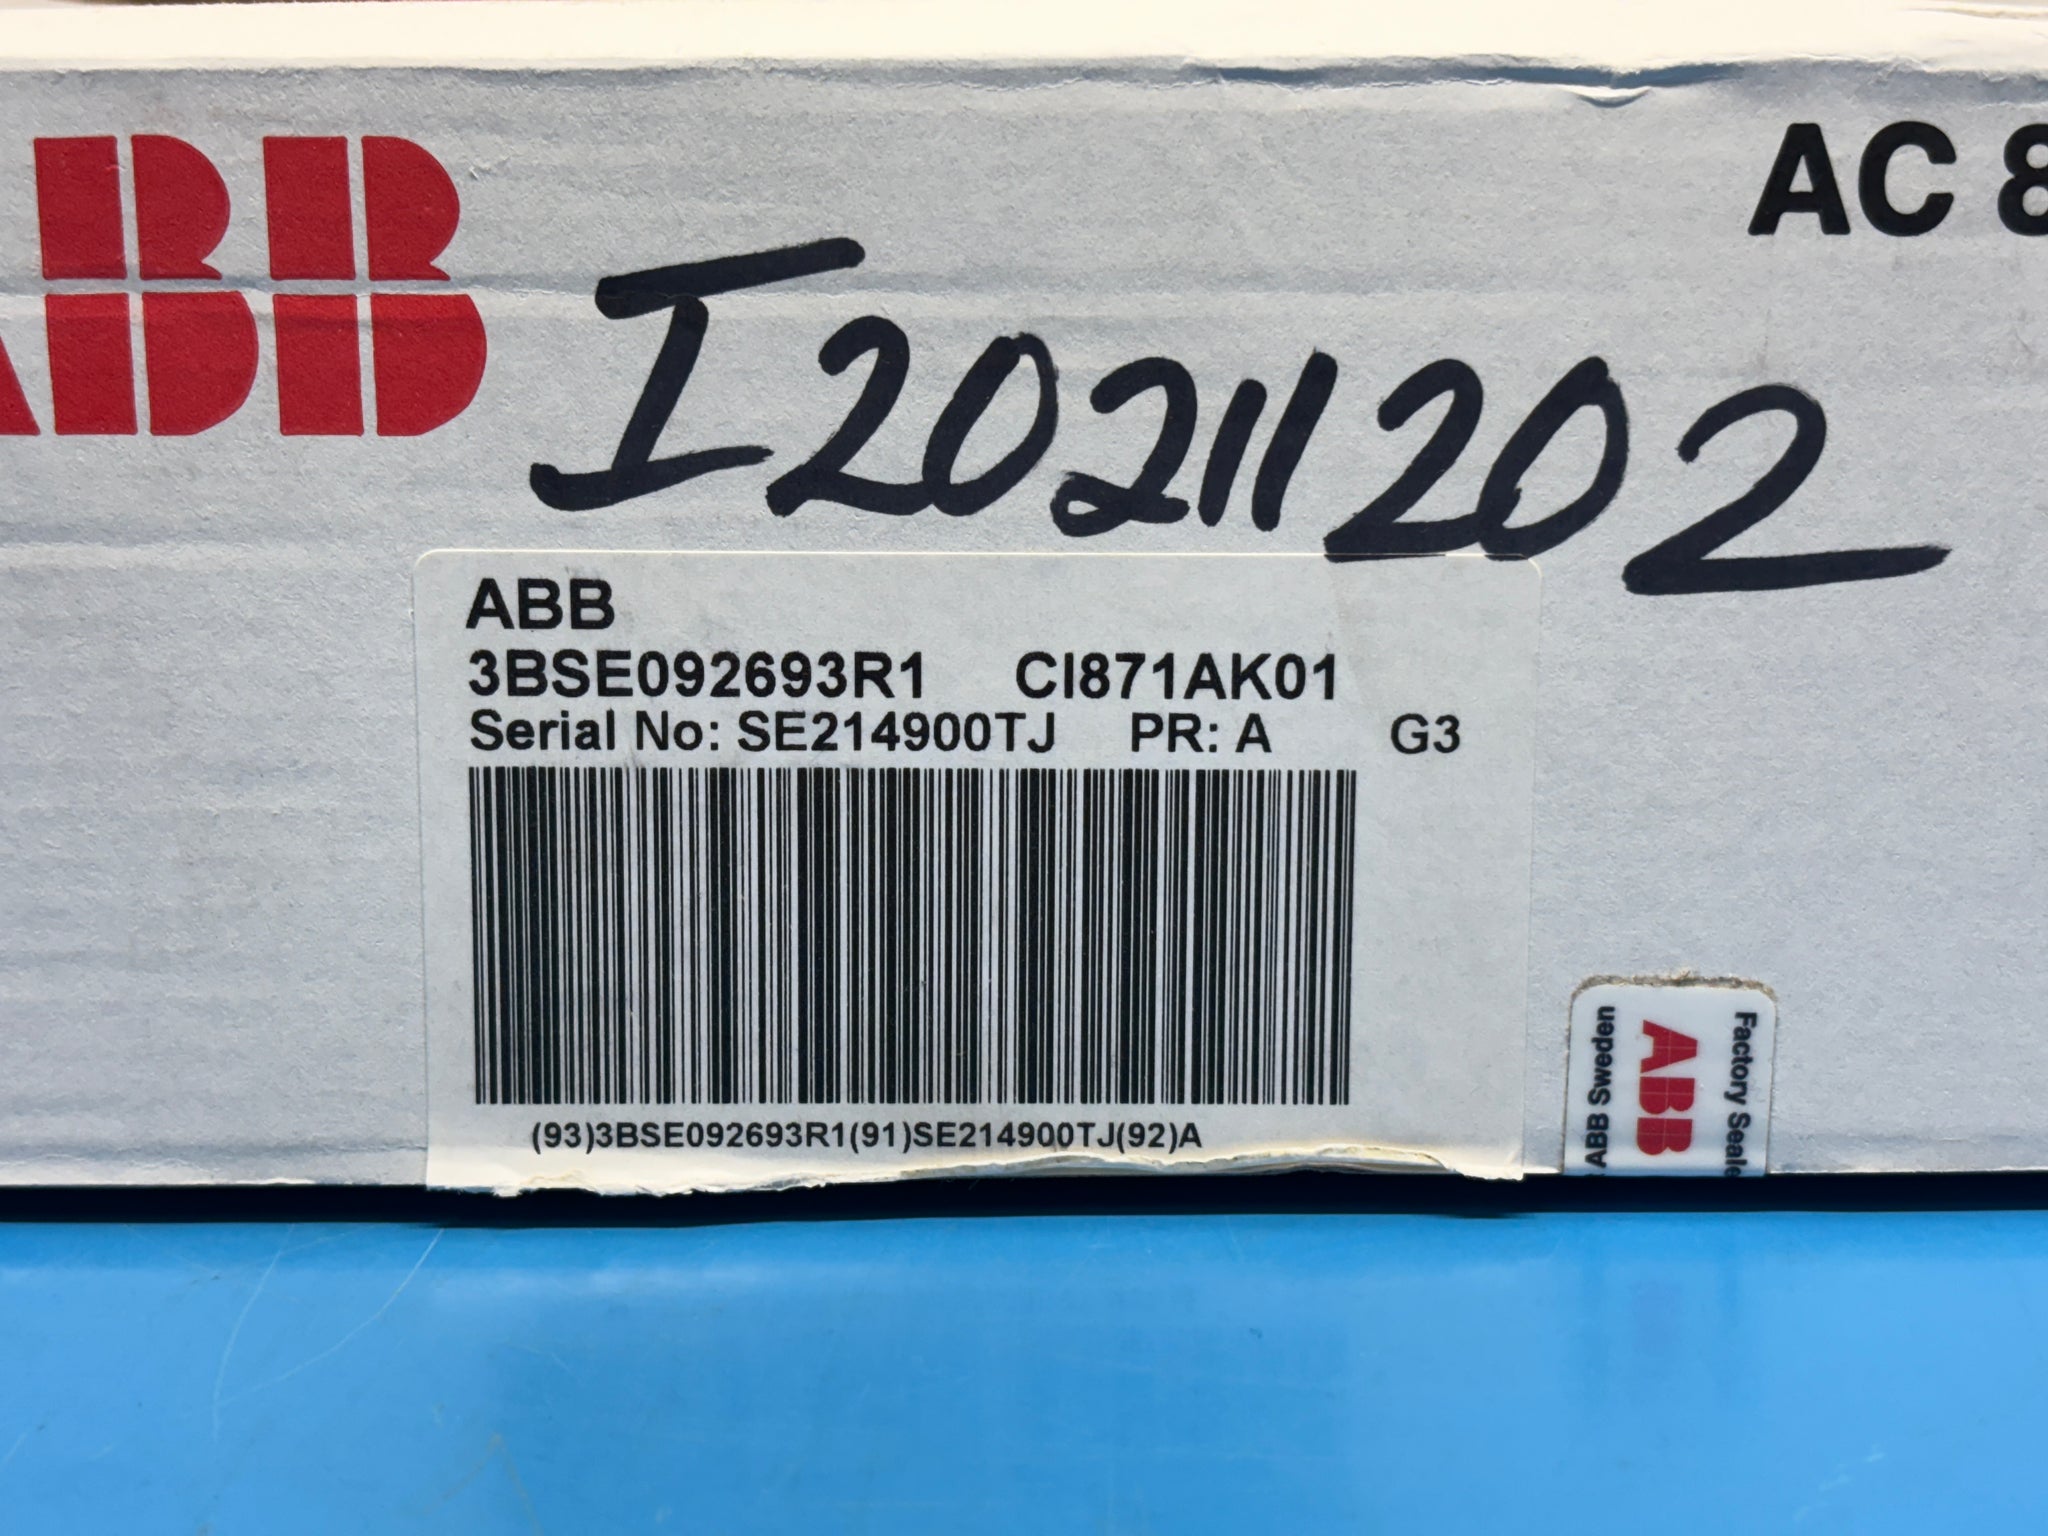 ABB
AC 8
I20211202
ABB
3BSE092693R1 CI871AK01
Serial No: SE214900TJ PR: A G3
(93)3BSE092693R1(91)SE214900TJ(92)A
Factory Seale
ABB
ABB Sweden